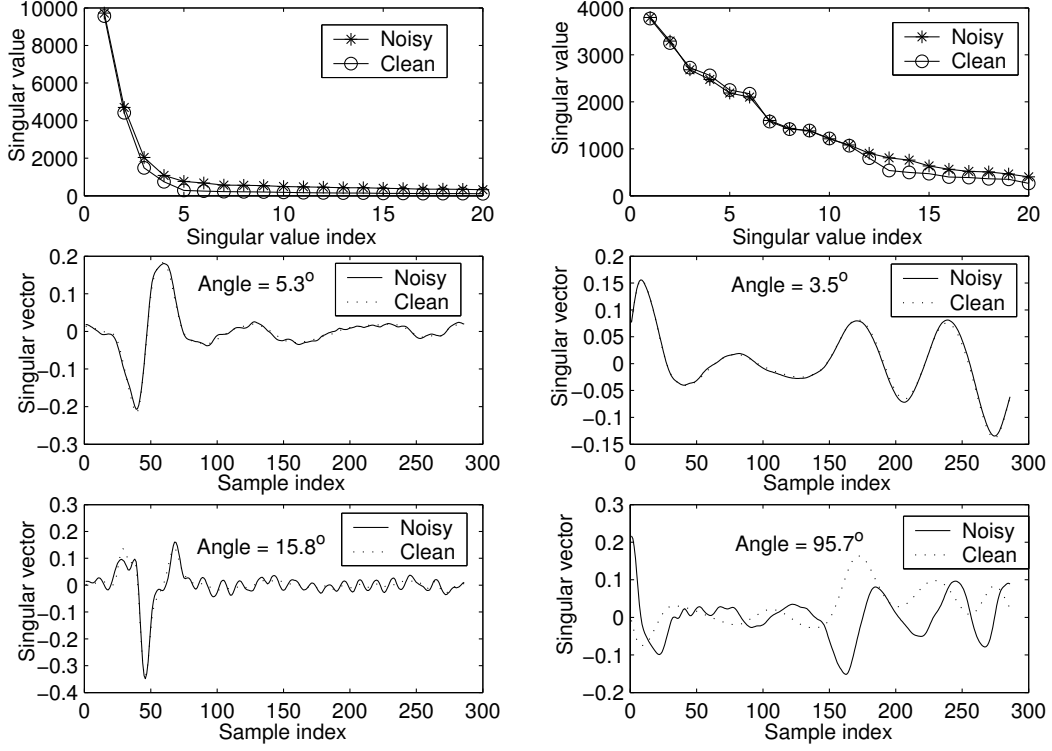 10000
8000
6000
4000
2000
0
Singular value
0 5 10 15 20
Singular value index
Noisy
Clean
4000
3000
2000
1000
0
Singular value
0 5 10 15 20
Singular value index
Noisy
Clean
0.2
0.1
0
−0.1
−0.2
−0.3
Singular vector
Angle = 5.3o
Noisy
Clean
0 50 100 150 200 250 300
Sample index
0.2
0.15
0.1
0.05
0
−0.05
−0.1
−0.15
Singular vector
Angle = 3.5o
Noisy
Clean
0 50 100 150 200 250 300
Sample index
0.3
0.2
0.1
0
−0.1
−0.2
−0.3
−0.4
Singular vector
Angle = 15.8o
Noisy
Clean
0 50 100 150 200 250 300
Sample index
0.3
0.2
0.1
0
−0.1
−0.2
Singular vector
Angle = 95.7o
Noisy
Clean
0 50 100 150 200 250 300
Sample index